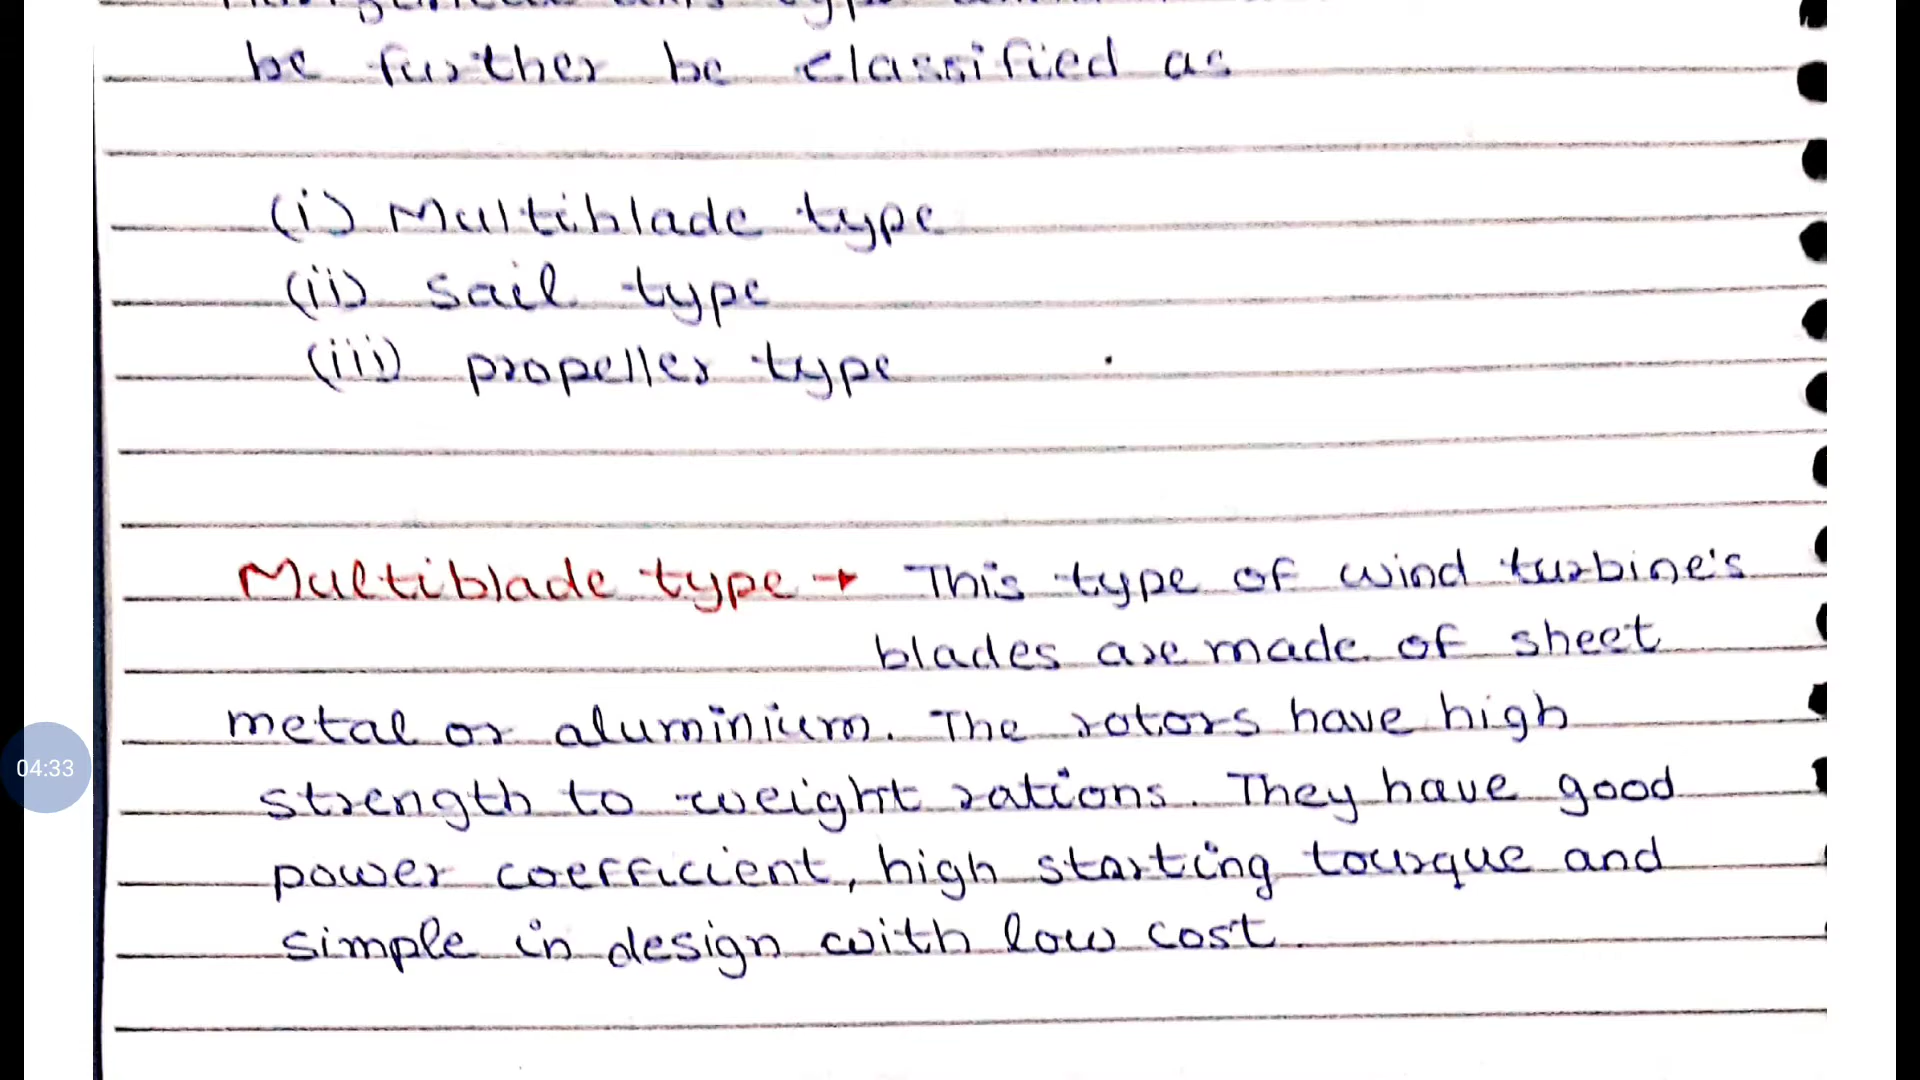 be further be classified as
(i) Multiblade type
(ii) sail type
(iii) propeller type
Multiblade type → This type of wind turbine's
blades are made of sheet
metal or aluminium. The rotors have high
strength to weight rations. They have good
power coefficient, high starting tourque and
simple in design with low cost.
04:33